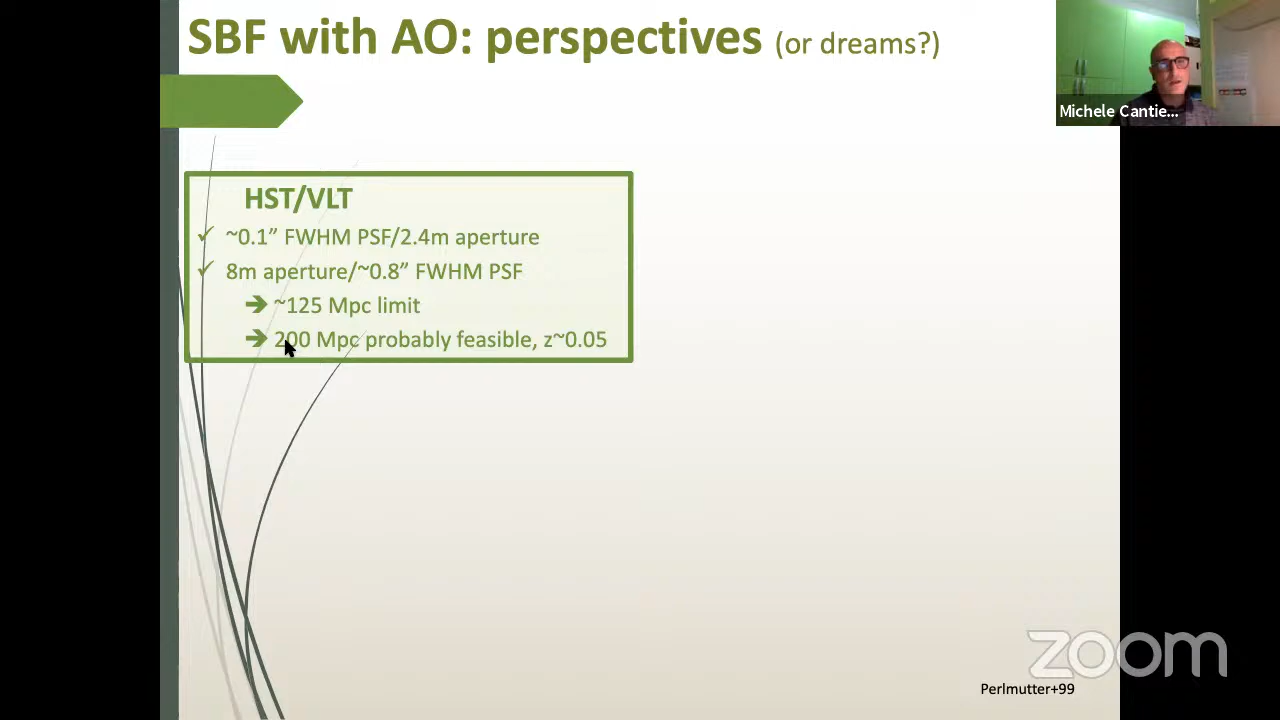 SBF with AO: perspectives (or dreams?)
Michele Cantie...
HST/VLT
~0.1” FWHM PSF/2.4m aperture
8m aperture/~0.8” FWHM PSF
➔ ~125 Mpc limit
➔ 200 Mpc probably feasible, z~0.05
zoom
Perlmutter+99